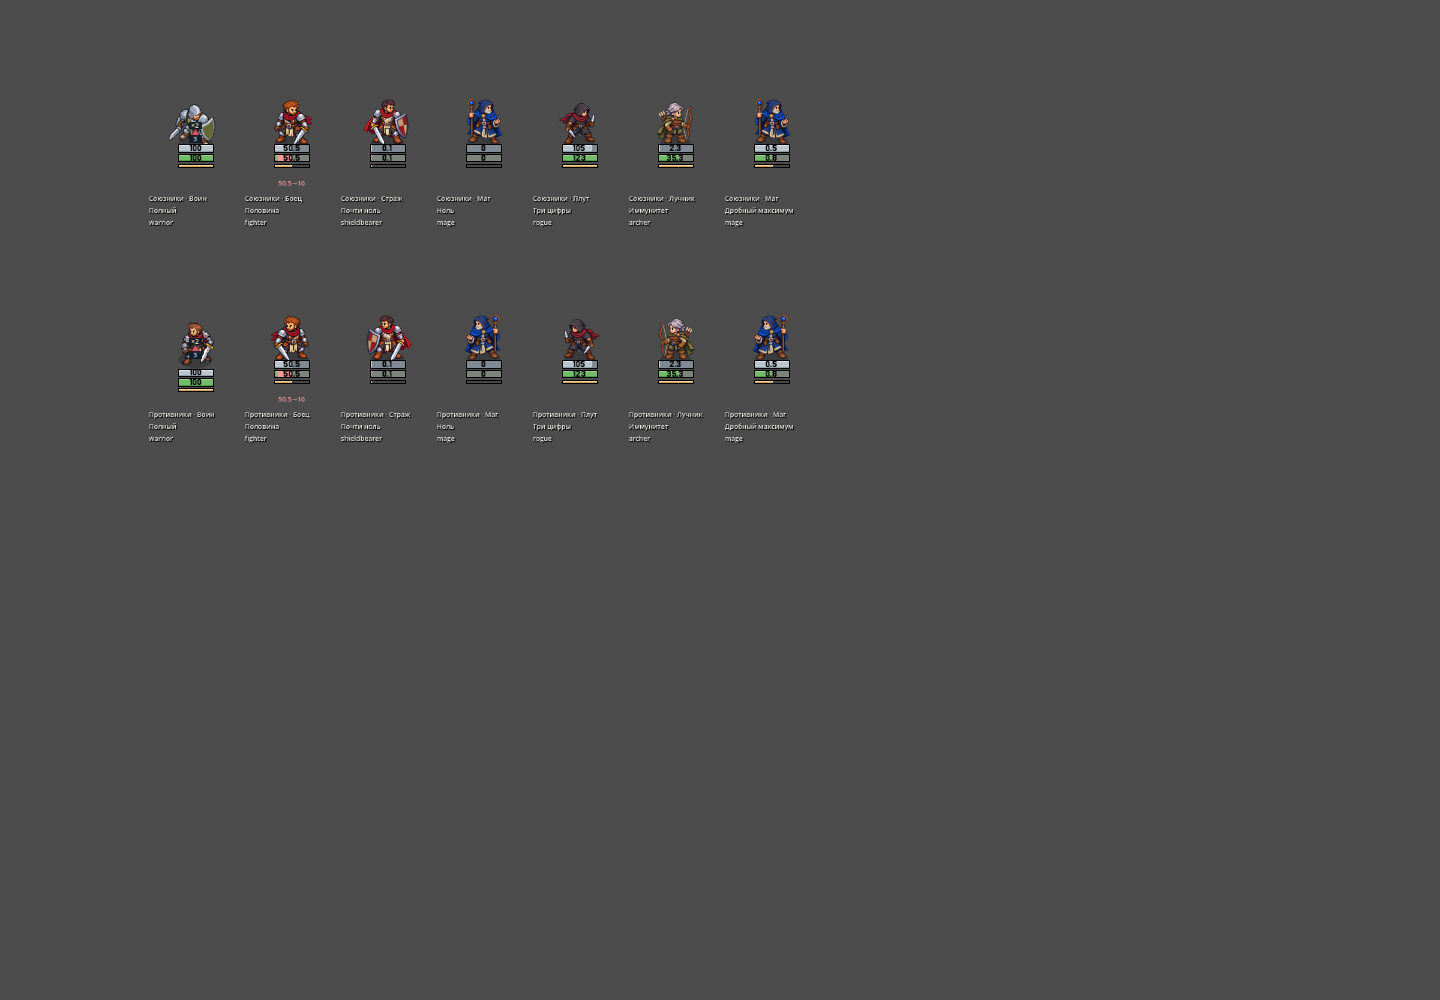 ×2
3
100
100
50.5
50.5
50.5→10
0.1
0.1
0
0
105
123
2.3
35.3
0.5
0.8
Союзники · Воин
Полный
warrior
Союзники · Боец
Половина
fighter
Союзники · Страж
Почти ноль
shieldbearer
Союзники · Маг
Ноль
mage
Союзники · Плут
Три цифры
rogue
Союзники · Лучник
Иммунитет
archer
Союзники · Маг
Дробный максимум
mage
×2
3
100
100
50.5
50.5
50.5→10
0.1
0.1
0
0
105
123
2.3
35.3
0.5
0.8
Противники · Воин
Полный
warrior
Противники · Боец
Половина
fighter
Противники · Страж
Почти ноль
shieldbearer
Противники · Маг
Ноль
mage
Противники · Плут
Три цифры
rogue
Противники · Лучник
Иммунитет
archer
Противники · Маг
Дробный максимум
mage